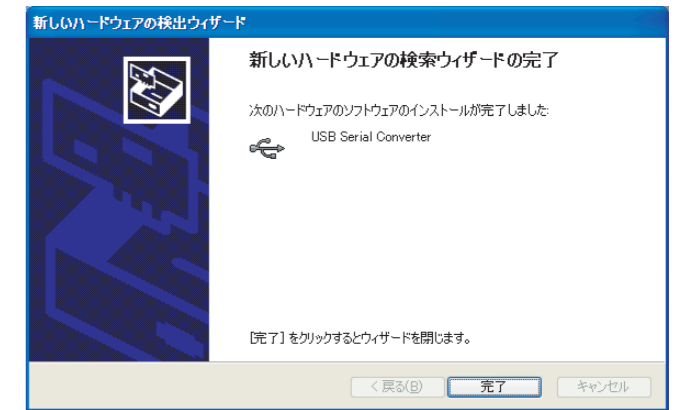 新しいハードウェアの検出ウィザード
新しいハードウェアの検索ウィザードの完了
次のハードウェアのソフトウェアのインストールが完了しました:
USB Serial Converter
[完了] をクリックするとウィザードを閉じます。
< 戻る(B)
完了
キャンセル